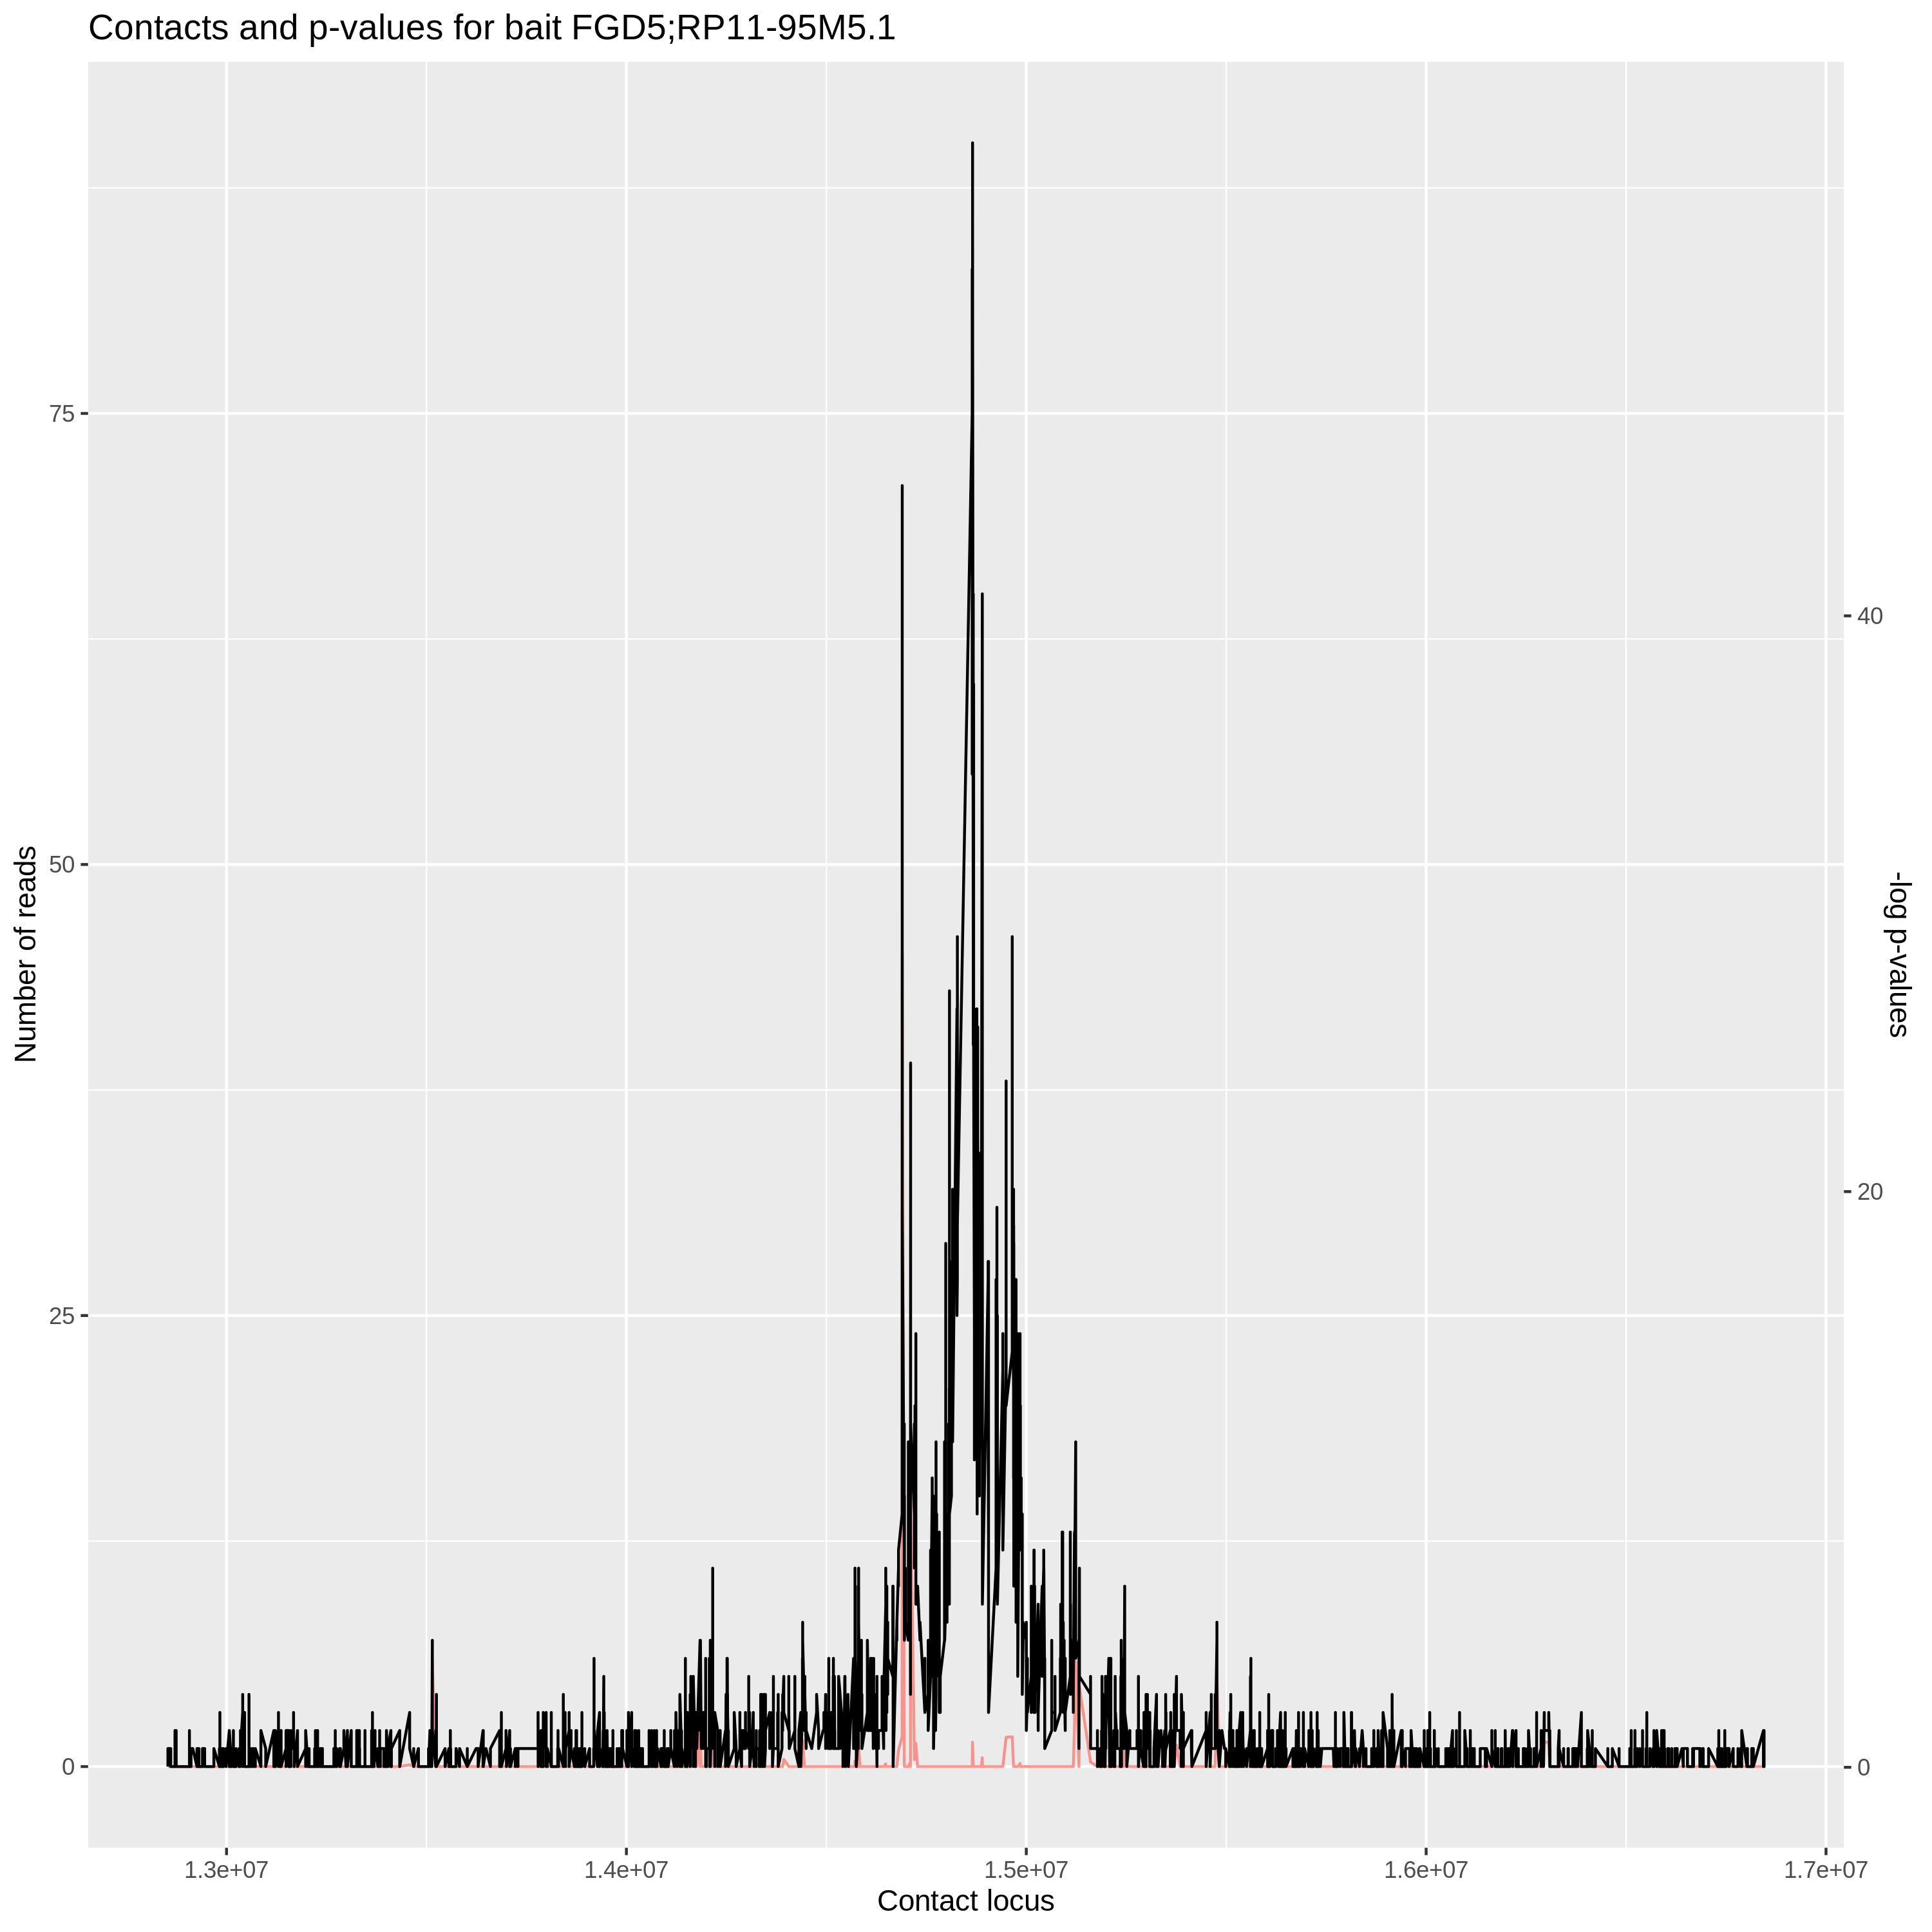 Contacts and p-values for bait FGD5;RP11-95M5.1
75
50
25
0
Number of reads
40
20
0
-log p-values
1.3e+07
1.4e+07
1.5e+07
1.6e+07
1.7e+07
Contact locus